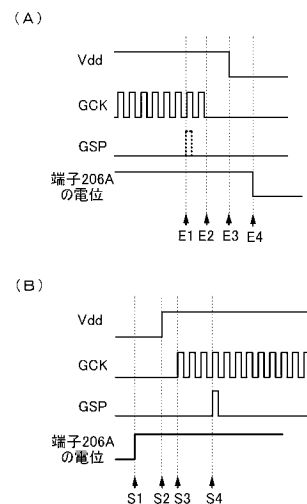 (A)
Vdd
GCK
GSP
端子206A
の電位
E1 E2 E3 E4
(B)
Vdd
GCK
GSP
端子206A
の電位
S1 S2 S3 S4